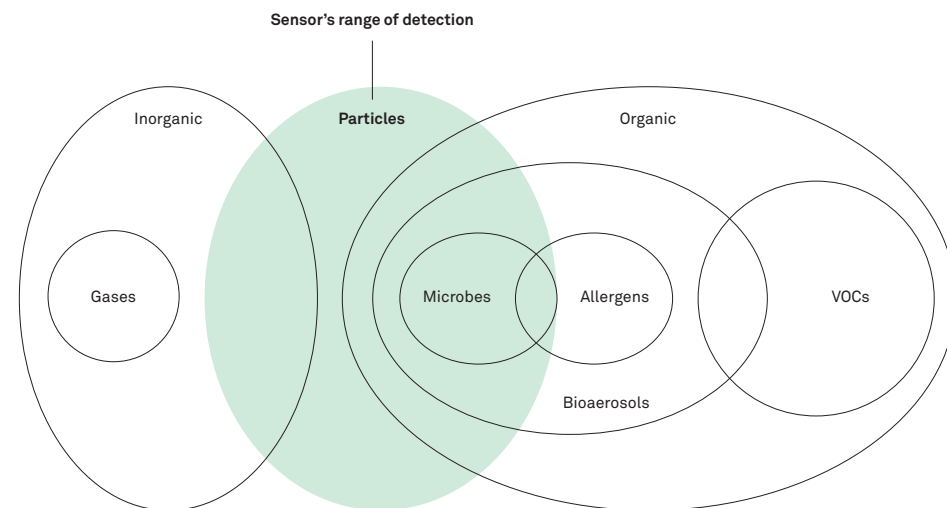 Sensor’s range of detection
Inorganic
Particles
Organic
Gases
Microbes
Allergens
VOCs
Bioaerosols